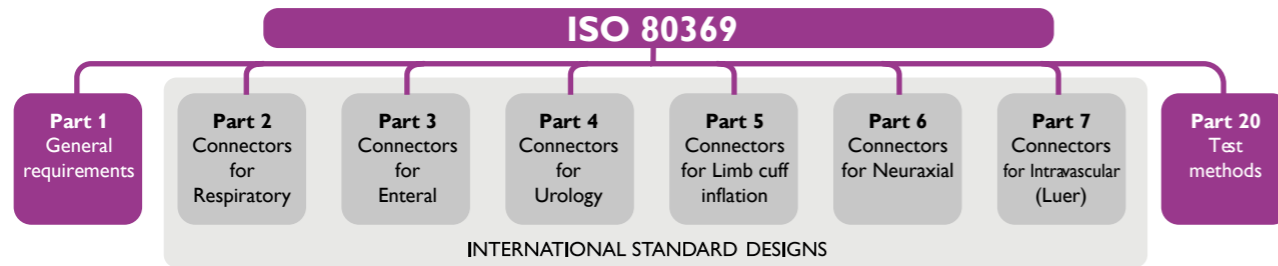 ISO 80369
Part 1
General
requirements
Part 2
Connectors
for
Respiratory
Part 3
Connectors
for
Enteral
Part 4
Connectors
for
Urology
Part 5
Connectors
for Limb cuff
inflation
Part 6
Connectors
for Neuraxial
Part 7
Connectors
for Intravascular
(Luer)
Part 20
Test
methods
INTERNATIONAL STANDARD DESIGNS